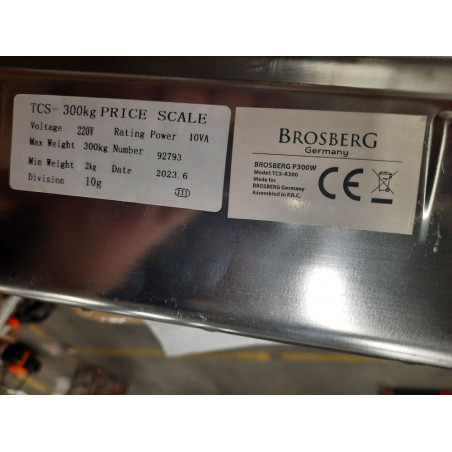 TCS-300kg PRICE SCALE
Voltage 220V Rating Power 10VA
Max Weight 300kg Number 92793
Min Weight 2kg Date 2023.6
Division 10g
BROSBERG
Germany
BROSBERG P300W
Model: TCS-K300
Made for
BROSBERG Germany
Assembled in P.R.C.
CE